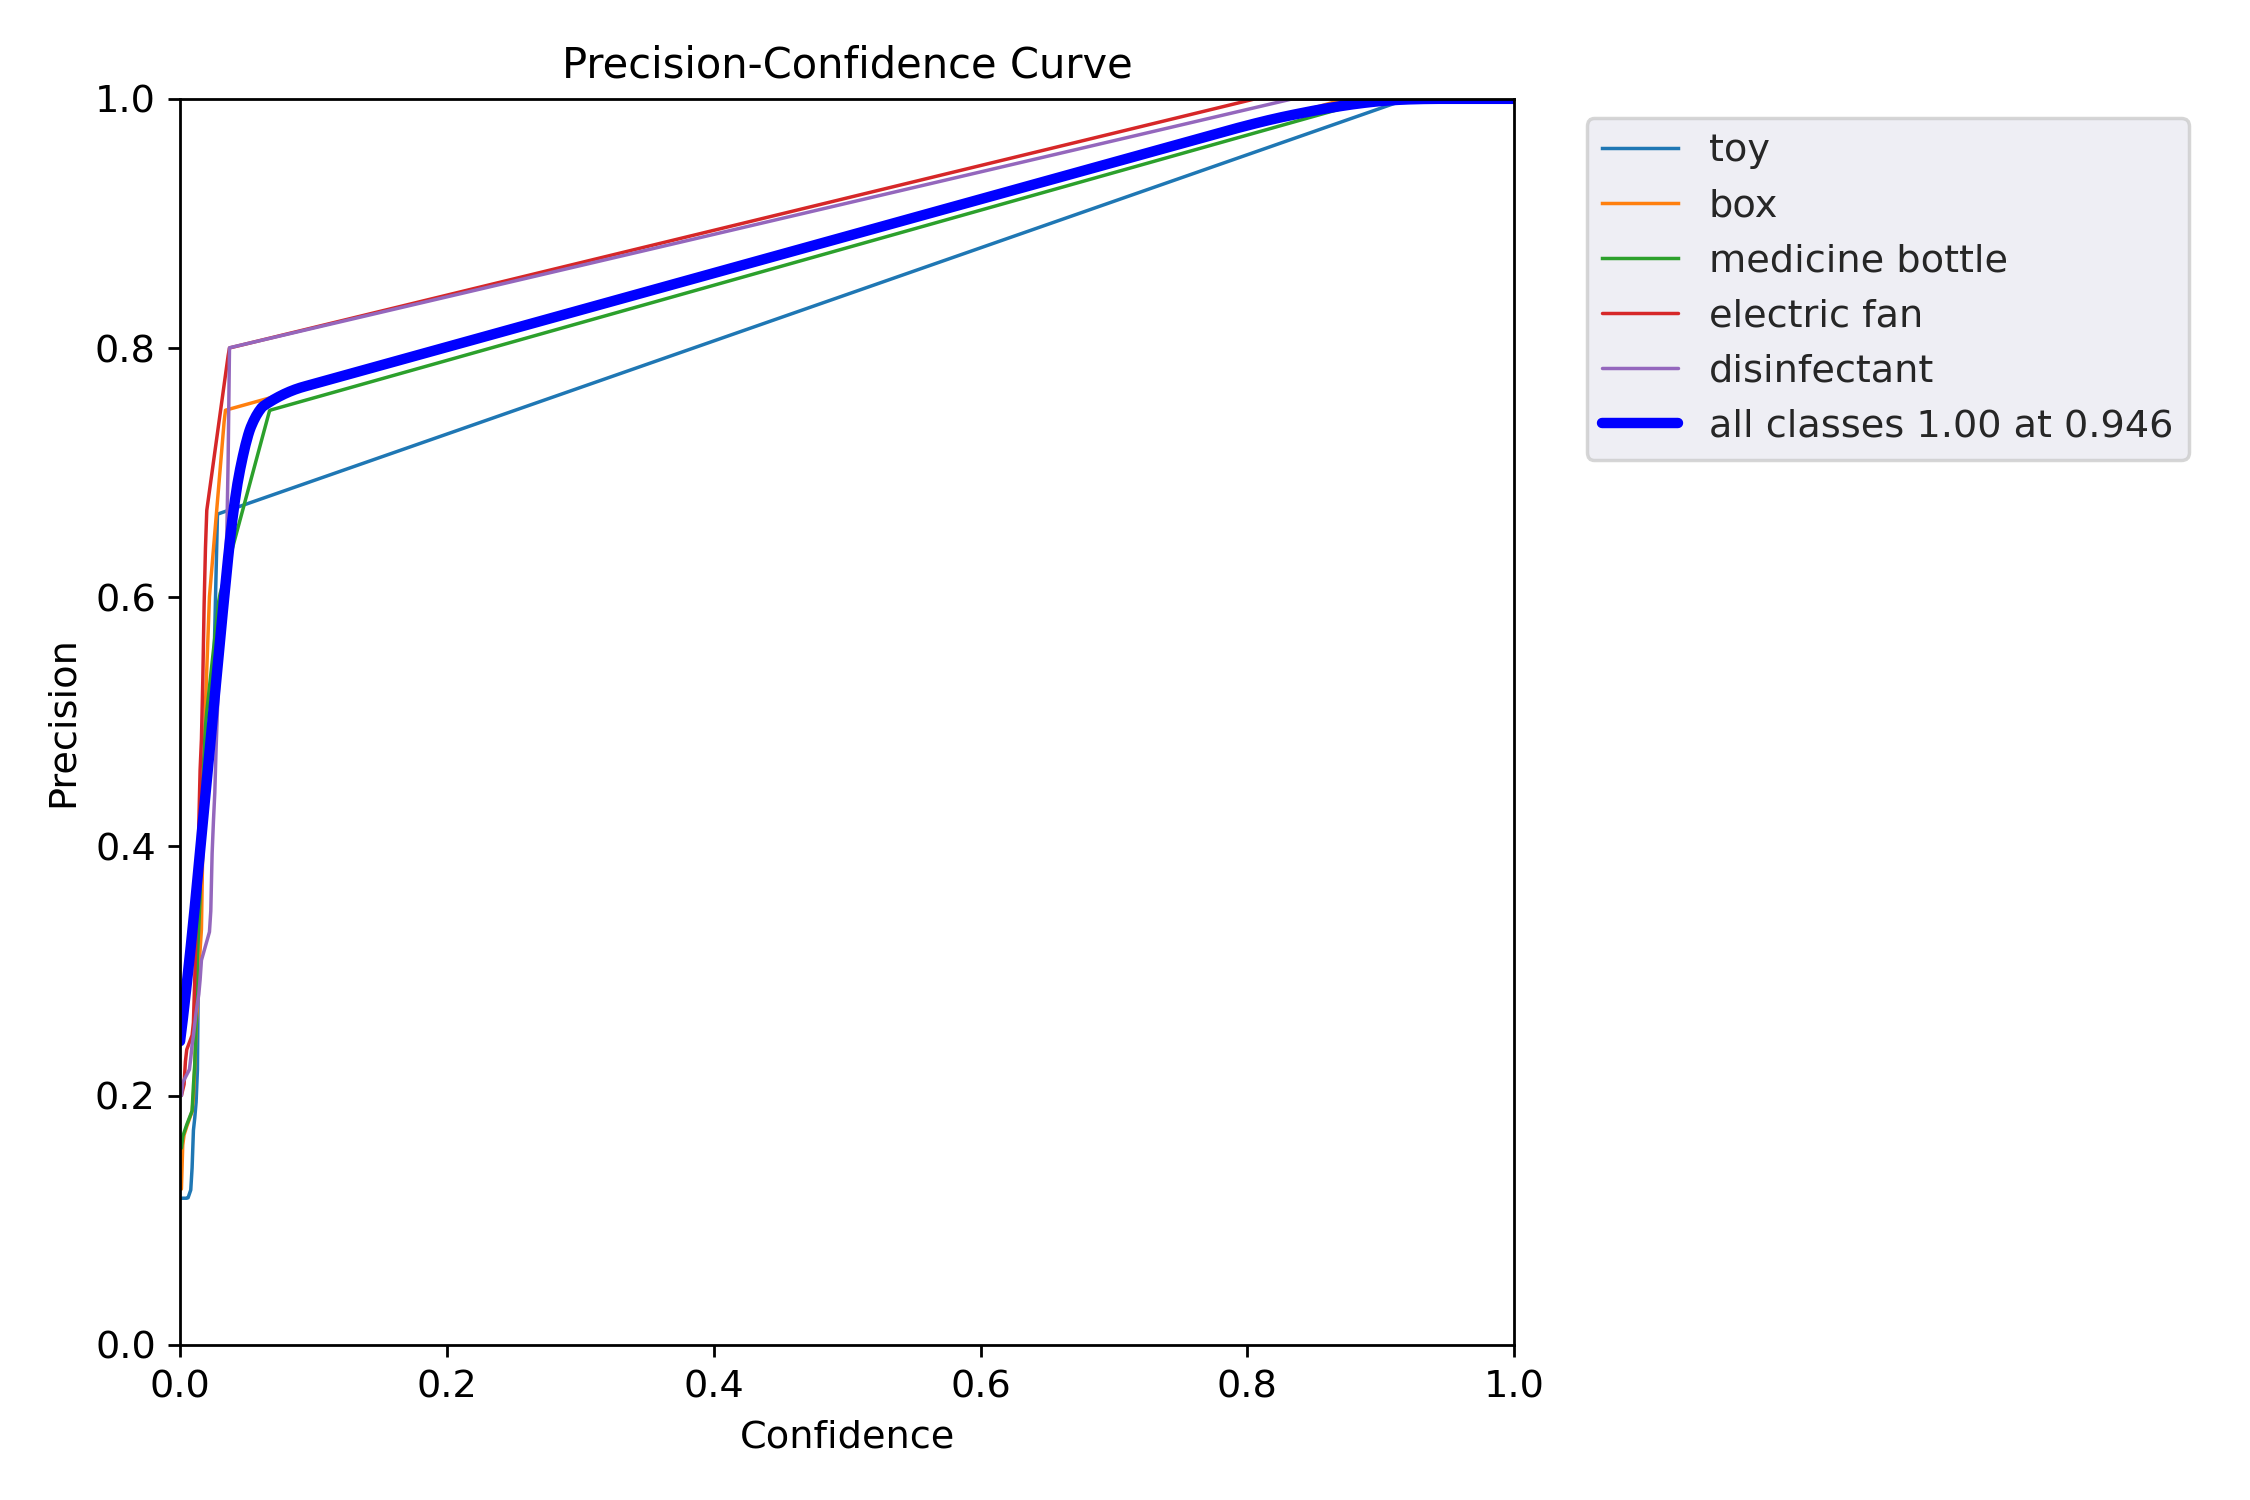 Precision-Confidence Curve
1.0
0.8
0.6
0.4
0.2
0.0
Precision
0.0 0.2 0.4 0.6 0.8 1.0
Confidence
toy
box
medicine bottle
electric fan
disinfectant
all classes 1.00 at 0.946